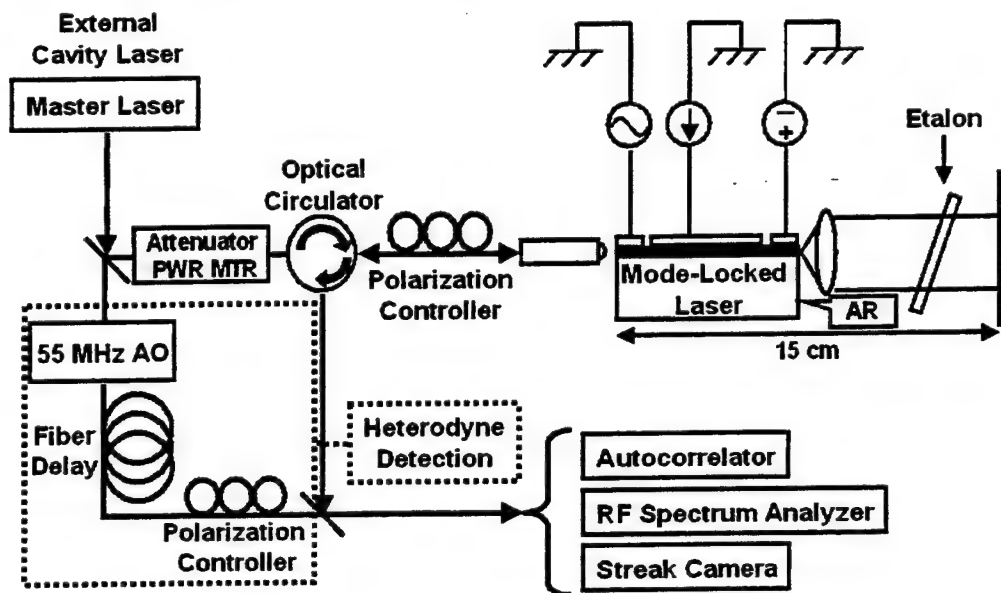 External
Cavity Laser
Master Laser
Optical
Circulator
Attenuator
PWR MTR
Polarization
Controller
−
+
Etalon
Mode-Locked
Laser
AR
15 cm
55 MHz AO
Fiber
Delay
Polarization
Controller
Heterodyne
Detection
Autocorrelator
RF Spectrum Analyzer
Streak Camera